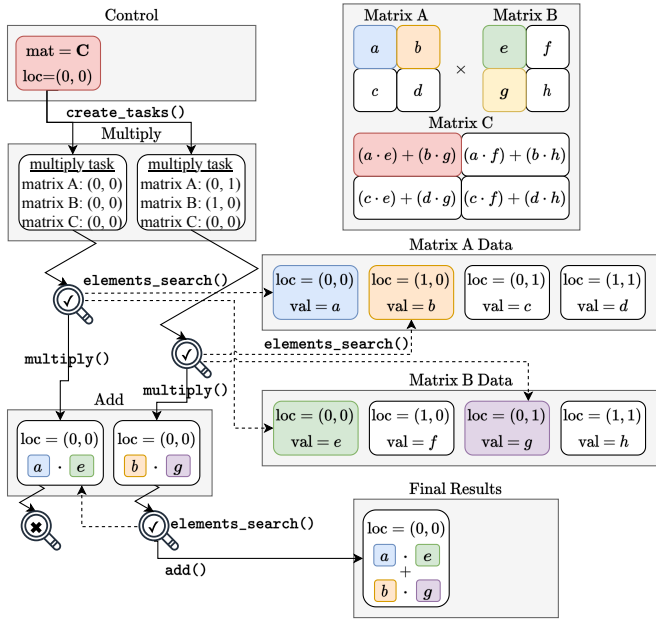 Control
mat = C
loc=(0, 0)
create_tasks()
Multiply
multiply task
matrix A: (0, 0)
matrix B: (0, 0)
matrix C: (0, 0)
multiply task
matrix A: (0, 1)
matrix B: (1, 0)
matrix C: (0, 0)
Matrix A
Matrix B
a b
c d
×
e f
g h
Matrix C
(a · e) + (b · g) (a · f) + (b · h)
(c · e) + (d · g) (c · f) + (d · h)
Matrix A Data
loc = (0, 0)
val = a
loc = (1, 0)
val = b
loc = (0, 1)
val = c
loc = (1, 1)
val = d
elements_search()
elements_search()
multiply()
multiply()
Matrix B Data
loc = (0, 0)
val = e
loc = (1, 0)
val = f
loc = (0, 1)
val = g
loc = (1, 1)
val = h
Add
loc = (0, 0)
a · e
loc = (0, 0)
b · g
elements_search()
add()
Final Results
loc = (0, 0)
a · e
+
b · g